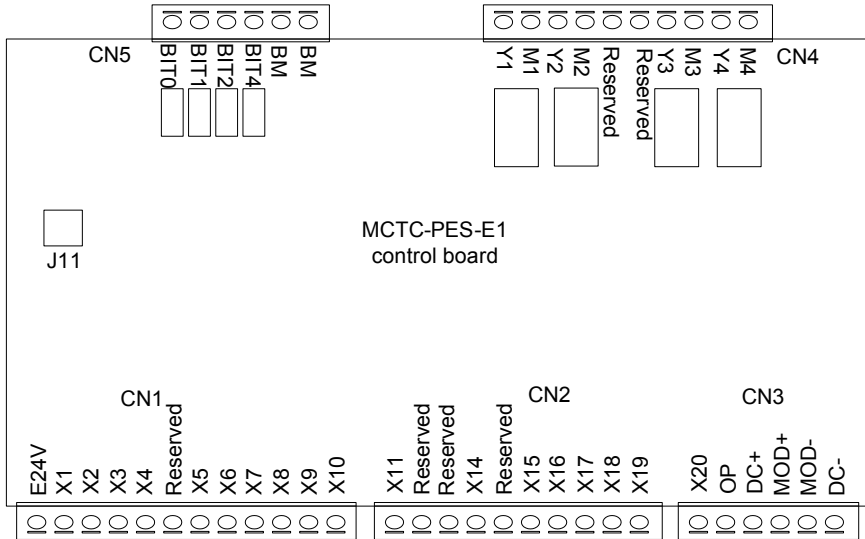 CN5
BIT0
BIT1
BIT2
BIT4
BM
BM
Y1
M1
Y2
M2
Reserved
Reserved
Y3
M3
Y4
M4
CN4
J11
MCTC-PES-E1
control board
CN1
E24V
X1
X2
X3
X4
Reserved
X5
X6
X7
X8
X9
X10
CN2
X11
Reserved
Reserved
X14
Reserved
X15
X16
X17
X18
X19
CN3
X20
OP
DC+
MOD+
MOD-
DC-